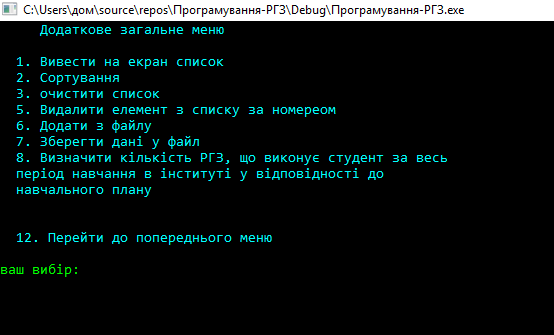 C:\Users\дом\source\repos\Програмування-РГЗ\Debug\Програмування-РГЗ.exe
Додаткове загальне меню
1. Вивести на екран список
2. Сортування
3. очистити список
5. Видалити елемент з списку за номереом
6. Додати з файлу
7. Зберегти дані у файл
8. Визначити кількість РГЗ, що виконує студент за весь
період навчання в інституті у відповідності до
навчального плану
12. Перейти до попереднього меню
ваш вибір: